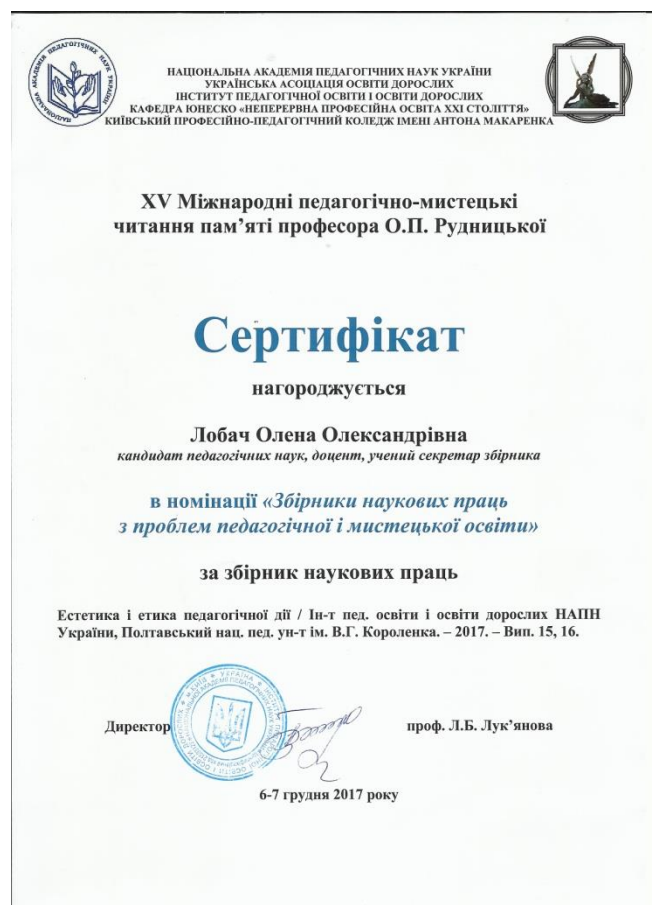 НАЦІОНАЛЬНА АКАДЕМІЯ ПЕДАГОГІЧНИХ НАУК УКРАЇНИ
УКРАЇНСЬКА АСОЦІАЦІЯ ОСВІТИ ДОРОСЛИХ
ІНСТИТУТ ПЕДАГОГІЧНОЇ ОСВІТИ І ОСВІТИ ДОРОСЛИХ
КАФЕДРА ЮНЕСКО «НЕПЕРЕРВНА ПРОФЕСІЙНА ОСВІТА ХХІ СТОЛІТТЯ»
КИЇВСЬКИЙ ПРОФЕСІЙНО-ПЕДАГОГІЧНИЙ КОЛЕДЖ ІМЕНІ АНТОНА МАКАРЕНКА
XV Міжнародні педагогічно-мистецькі
читання пам’яті професора О.П. Рудницької
Сертифікат
нагороджується
Лобач Олена Олександрівна
кандидат педагогічних наук, доцент, учений секретар збірника
в номінації «Збірники наукових праць
з проблем педагогічної і мистецької освіти»
за збірник наукових праць
Естетика і етика педагогічної дії / Ін-т пед. освіти і освіти дорослих НАПН
України, Полтавський нац. пед. ун-т ім. В.Г. Короленка. – 2017. – Вип. 15, 16.
Директор
проф. Л.Б. Лук’янова
6-7 грудня 2017 року